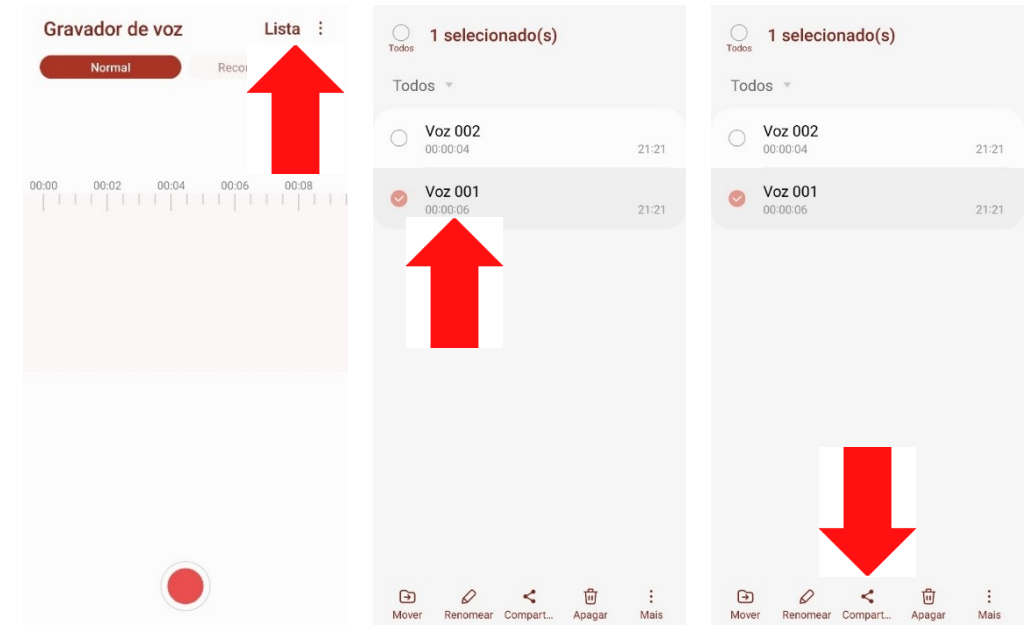 Gravador de voz Lista
Normal Reco
00:00 00:02 00:04 00:06 00:08
Todos
1 selecionado(s)
Todos
Voz 002
00:00:04 21:21
Voz 001
00:00:06 21:21
Mover Renomear Compart... Apagar Mais
Todos
1 selecionado(s)
Todos
Voz 002
00:00:04 21:21
Voz 001
00:00:06 21:21
Mover Renomear Compart... Apagar Mais